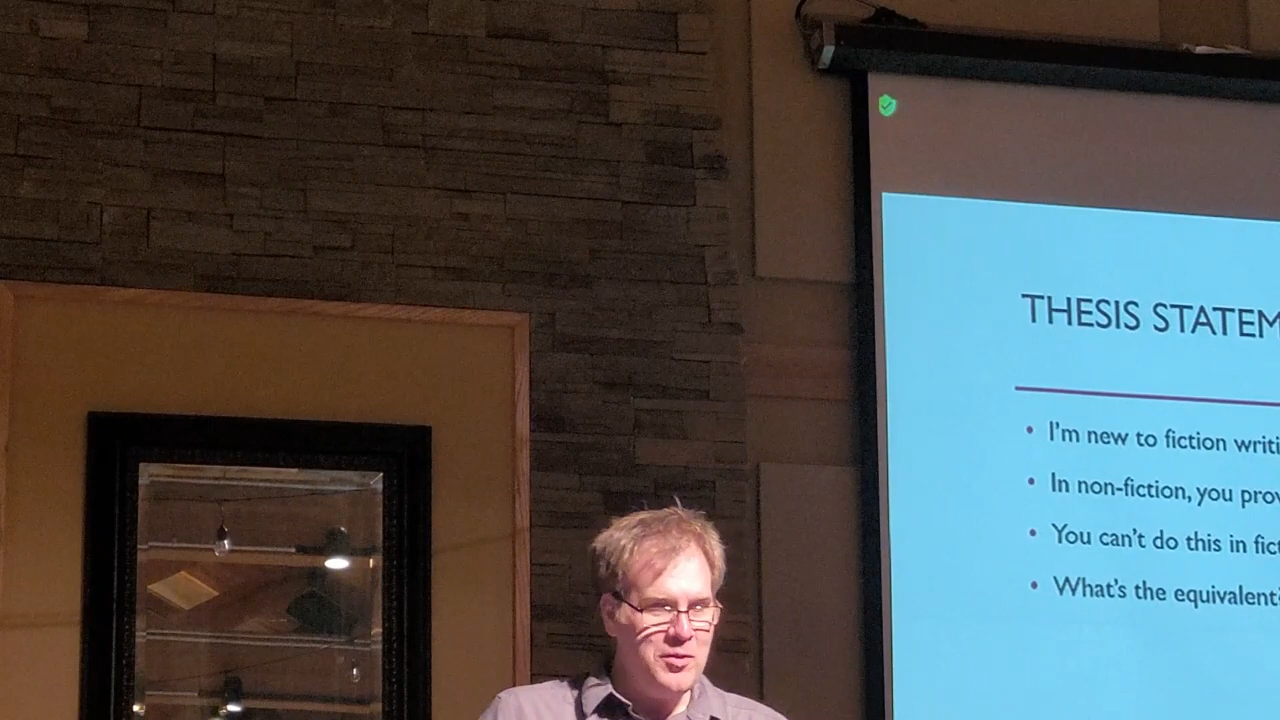 THESIS STATEM
• I'm new to fiction writi
• In non-fiction, you prov
• You can't do this in fict
• What's the equivalent?